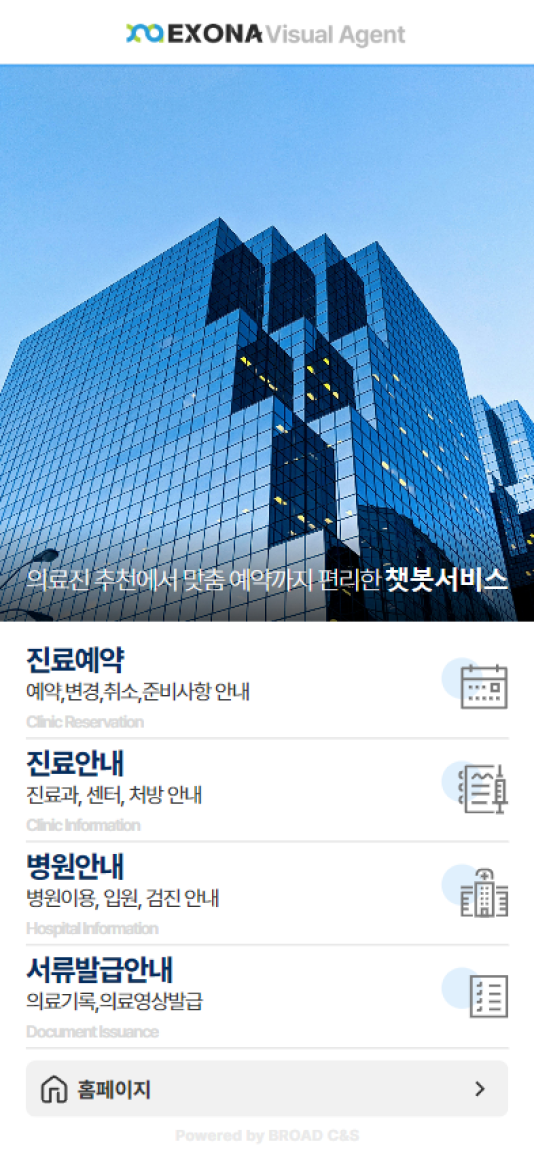 EXONA Visual Agent
의료진 추천에서 맞춤 예약까지 편리한 챗봇서비스
진료예약
예약,변경,취소,준비사항 안내
Clinic Reservation
진료안내
진료과, 센터, 처방 안내
Clinic Information
병원안내
병원이용, 입원, 검진 안내
Hospital Information
서류발급안내
의료기록,의료영상발급
Document Issuance
홈페이지
Powered by BROAD C&S